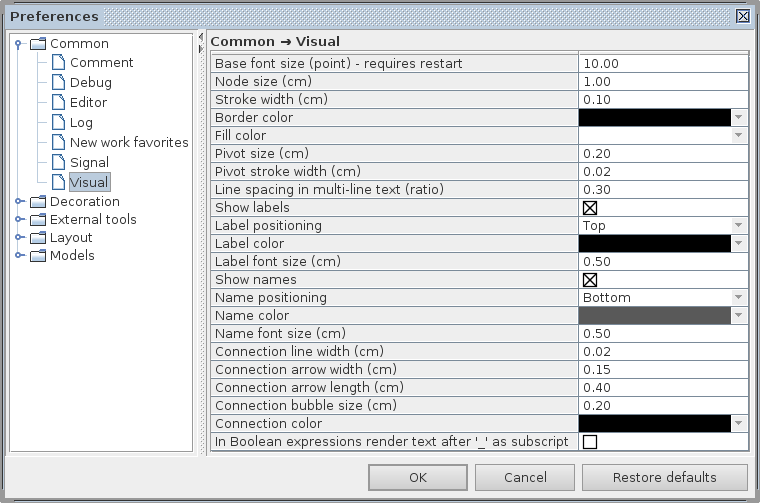 Preferences
Common
Comment
Debug
Editor
Log
New work favorites
Signal
Visual
Decoration
External tools
Layout
Models
Common → Visual
Base font size (point) - requires restart 10.00
Node size (cm) 1.00
Stroke width (cm) 0.10
Border color
Fill color
Pivot size (cm) 0.20
Pivot stroke width (cm) 0.02
Line spacing in multi-line text (ratio) 0.30
Show labels
Label positioning Top
Label color
Label font size (cm) 0.50
Show names
Name positioning Bottom
Name color
Name font size (cm) 0.50
Connection line width (cm) 0.02
Connection arrow width (cm) 0.15
Connection arrow length (cm) 0.40
Connection bubble size (cm) 0.20
Connection color
In Boolean expressions render text after '_' as subscript
OK Cancel Restore defaults